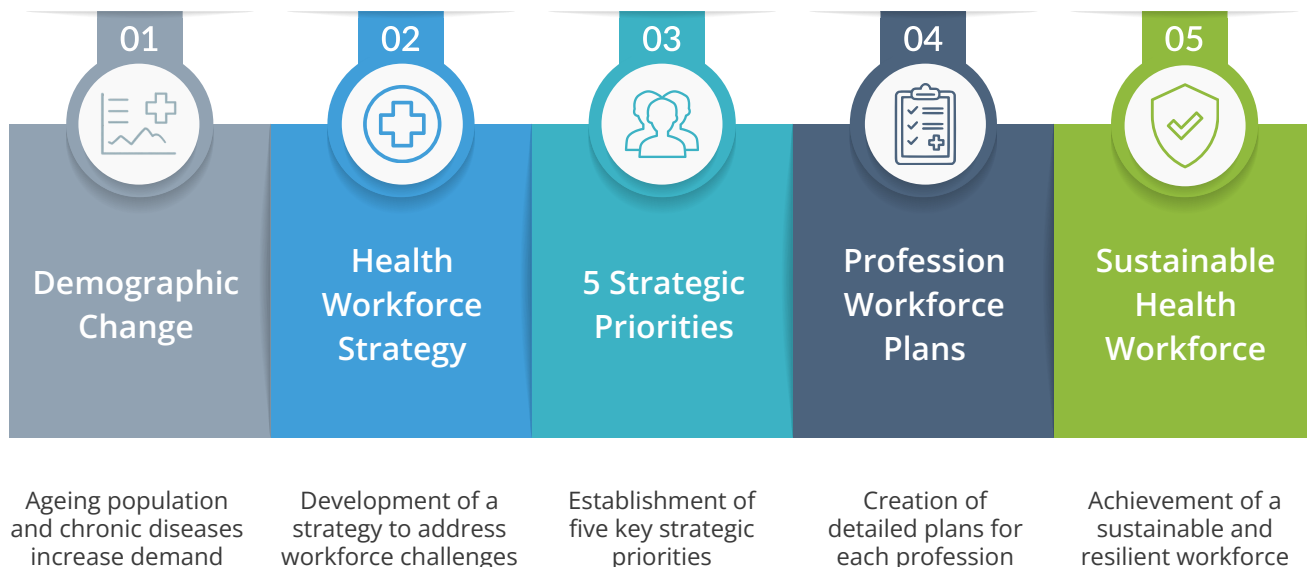 01
Demographic
Change
Ageing population
and chronic diseases
increase demand
02
Health
Workforce
Strategy
Development of a
strategy to address
workforce challenges
03
5 Strategic
Priorities
Establishment of
five key strategic
priorities
04
Profession
Workforce
Plans
Creation of
detailed plans for
each profession
05
Sustainable
Health
Workforce
Achievement of a
sustainable and
resilient workforce